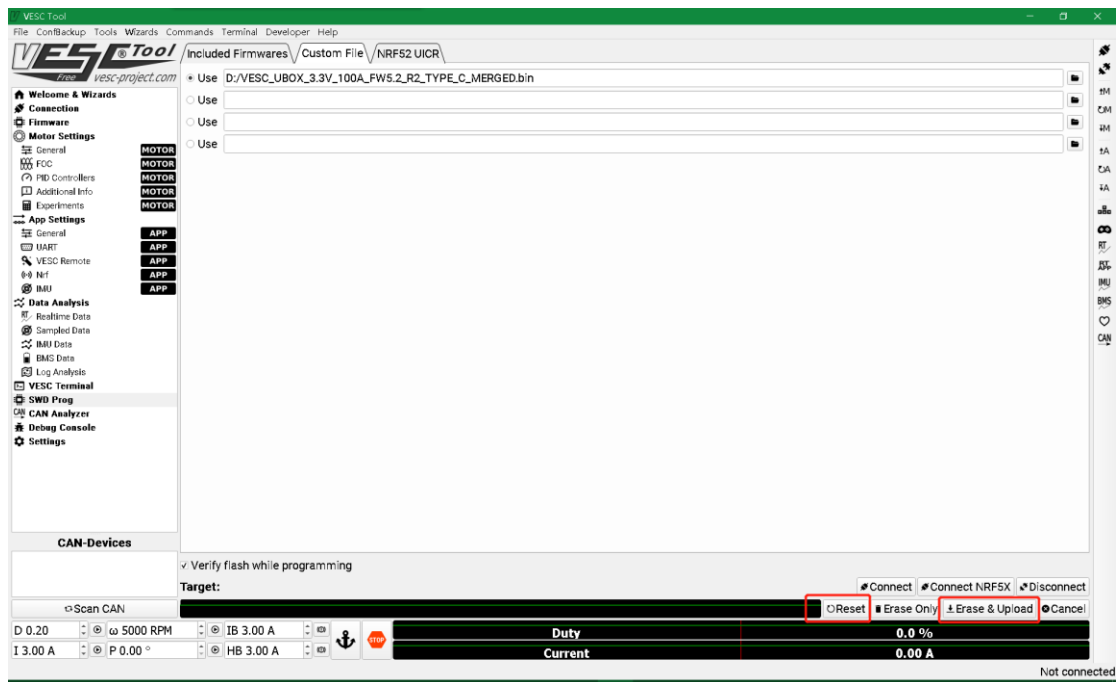 VESC Tool
File ConfBackup Tools Wizards Commands Terminal Developer Help
VESC® Tool
Free vesc-project.com
Included Firmwares Custom File NRF52 UICR
Use D:/VESC_UBOX_3.3V_100A_FW5.2_R2_TYPE_C_MERGED.bin
Use
Use
Use
Welcome & Wizards
Connection
Firmware
Motor Settings
General MOTOR
FOC MOTOR
PID Controllers MOTOR
Additional Info MOTOR
Experiments MOTOR
App Settings
General APP
UART APP
VESC Remote APP
Nrf APP
IMU APP
Data Analysis
RT Realtime Data
Sampled Data
IMU Data
BMS Data
Log Analysis
VESC Terminal
SWD Prog
CAN CAN Analyzer
Debug Console
Settings
M
M
M
A
A
A
RT
RT APP
IMU
BMS
CAN
CAN-Devices
Verify flash while programming
Target:
Connect Connect NRF5X Disconnect
Scan CAN
Reset Erase Only Erase & Upload Cancel
D 0.20 ω 5000 RPM IB 3.00 A STOP Duty 0.0 %
I 3.00 A P 0.00 ° HB 3.00 A Current 0.00 A
Not connected